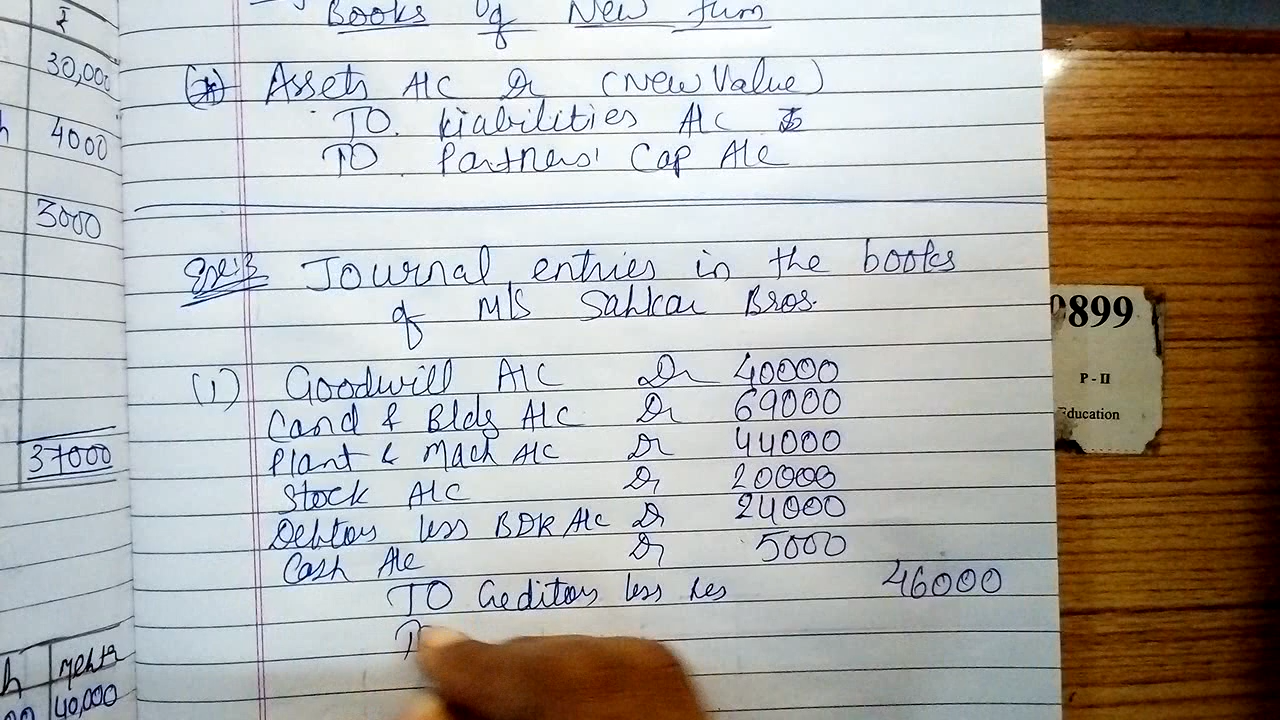 ₹
30,000
4000
3000
37000
h
Mehta
40,000
Books of New firm
Assets A/C Dr (New Value)
TO. Liabilities A/C
TO Partners' Cap A/c
Journal entries in the books
of M/S Sahkar Bros.
(1) Goodwill A/C Dr 40000
Land & Bldg A/C Dr 69000
Plant & Mach A/C Dr 44000
Stock A/C Dr 20000
Debtors less BDR A/c Dr 24000
Cash A/c Dr 5000
TO Creditors less Res 46000
0899
P - II
Education